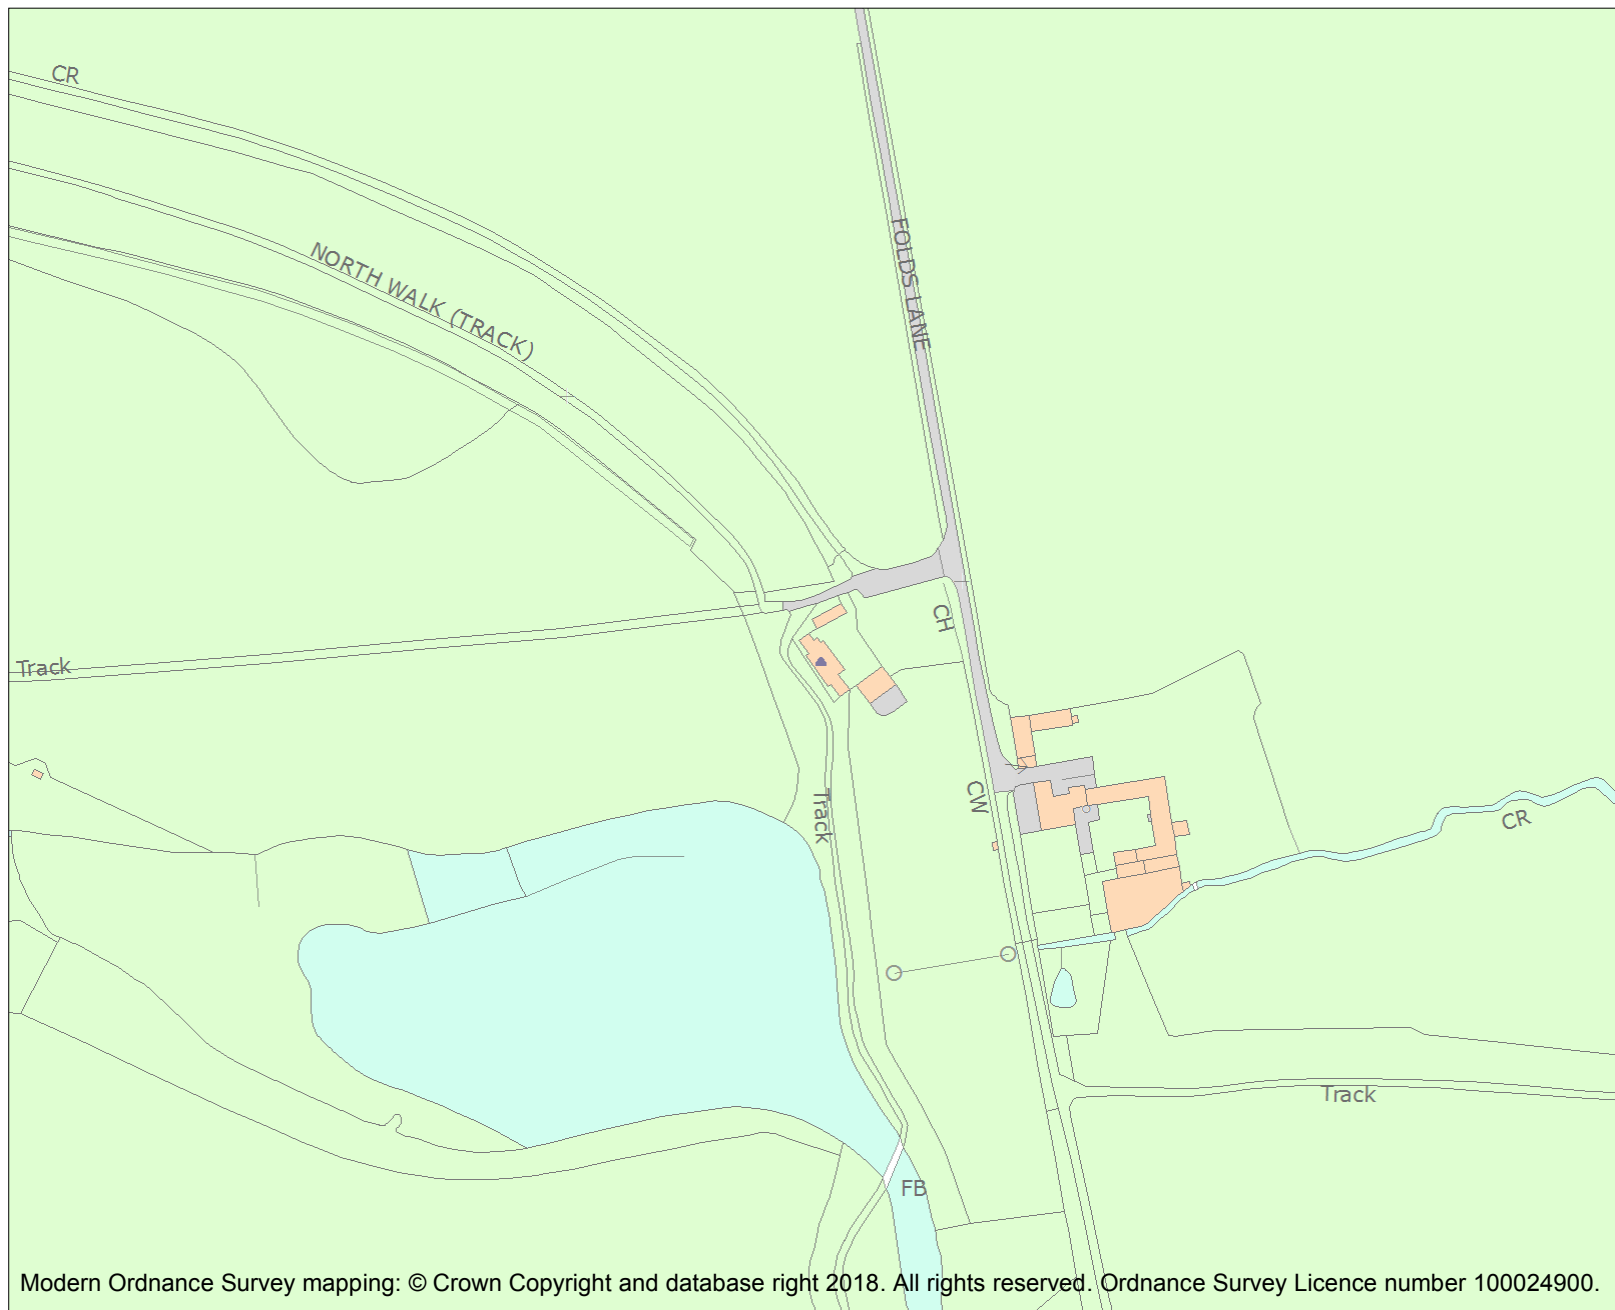 CR
FOLDS LANE
NORTH WALK (TRACK)
CH
Track
CW
Track
CR
Track
FB
Modern Ordnance Survey mapping: © Crown Copyright and database right 2018. All rights reserved. Ordnance Survey Licence number 100024900.